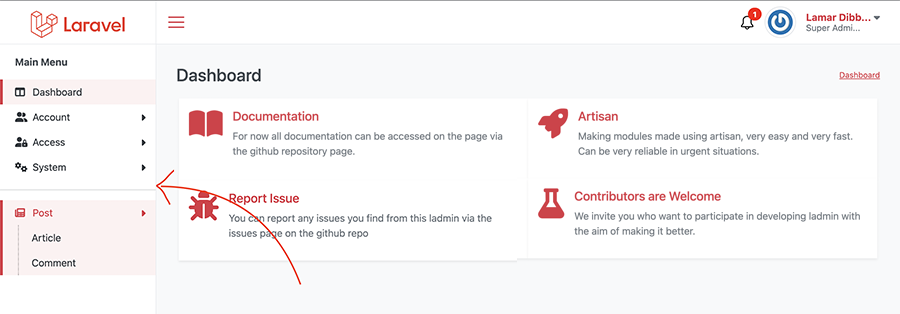 Laravel
1
Lamar Dibb...
Super Admi...
Main Menu
Dashboard
Account
Access
System
Post
Article
Comment
Dashboard
Dashboard
Documentation
For now all documentation can be accessed on the page via
the github repository page.
Artisan
Making modules made using artisan, very easy and very fast.
Can be very reliable in urgent situations.
Report Issue
You can report any issues you find from this ladmin via the
issues page on the github repo
Contributors are Welcome
We invite you who want to participate in developing ladmin with
the aim of making it better.